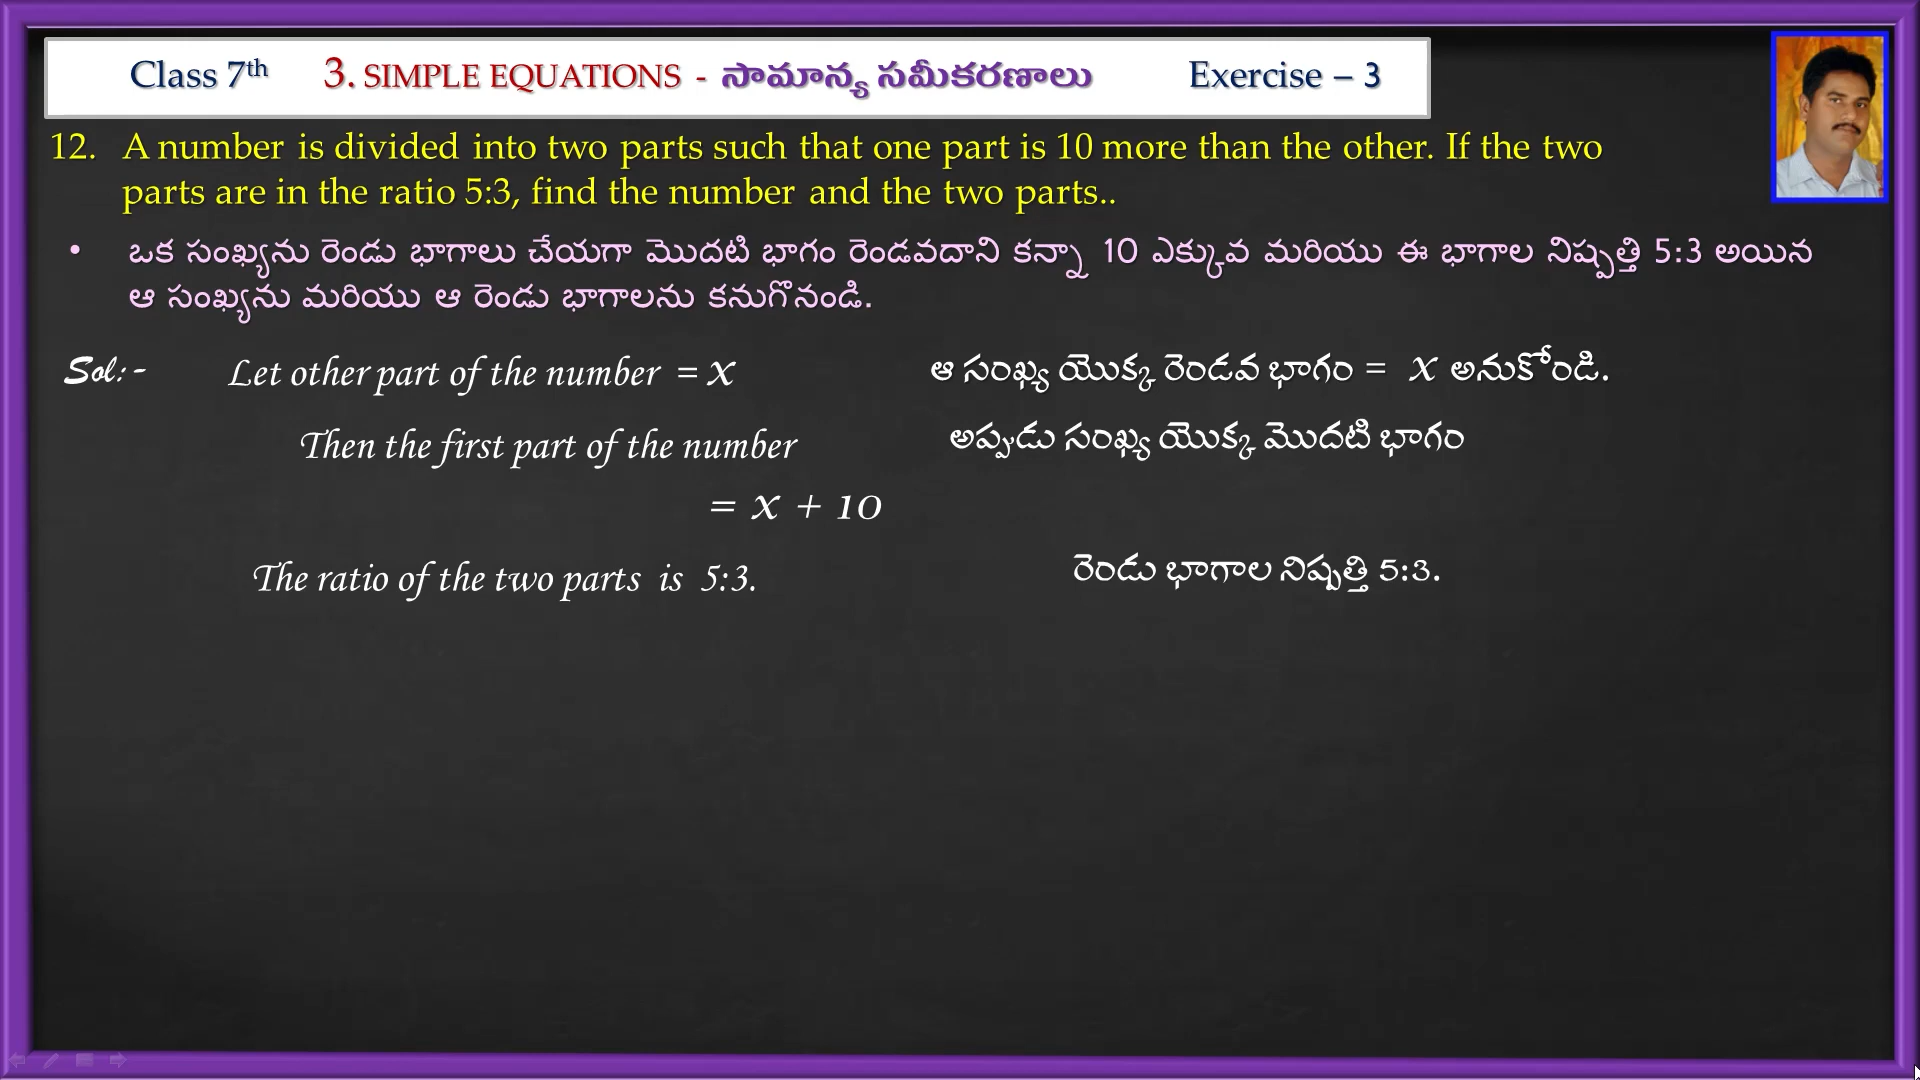 Class 7th 3. SIMPLE EQUATIONS - సామాన్య సమీకరణాలు Exercise – 3
12. A number is divided into two parts such that one part is 10 more than the other. If the two
parts are in the ratio 5:3, find the number and the two parts..
• ఒక సంఖ్యను రెండు భాగాలు చేయగా మొదటి భాగం రెండవదాని కన్నా 10 ఎక్కువ మరియు ఈ భాగాల నిష్పత్తి 5:3 అయిన
ఆ సంఖ్యను మరియు ఆ రెండు భాగాలను కనుగొనండి.
Sol:- Let other part of the number = x ఆ సంఖ్య యొక్క రెండవ భాగం = x అనుకోండి.
Then the first part of the number అప్పుడు సంఖ్య యొక్క మొదటి భాగం
= x + 10
The ratio of the two parts is 5:3. రెండు భాగాల నిష్పత్తి 5:3.